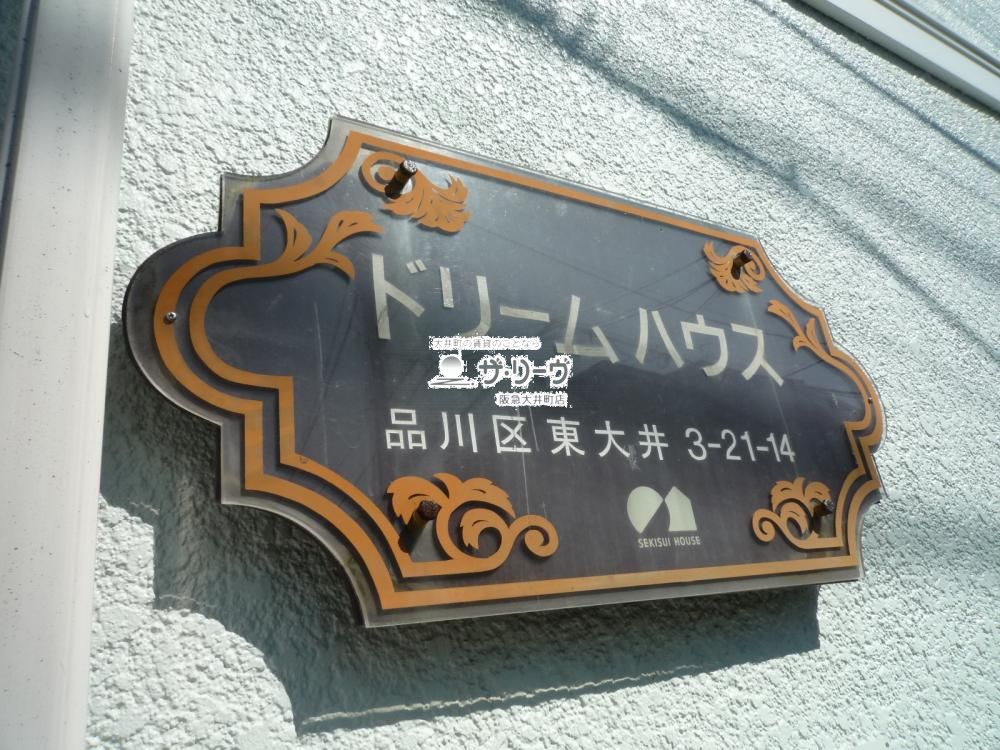 ドリームハウス
大井町の賃貸のことなら
ザ・リーヴ
阪急大井町店
品川区東大井 3-21-14
SEKISUI HOUSE